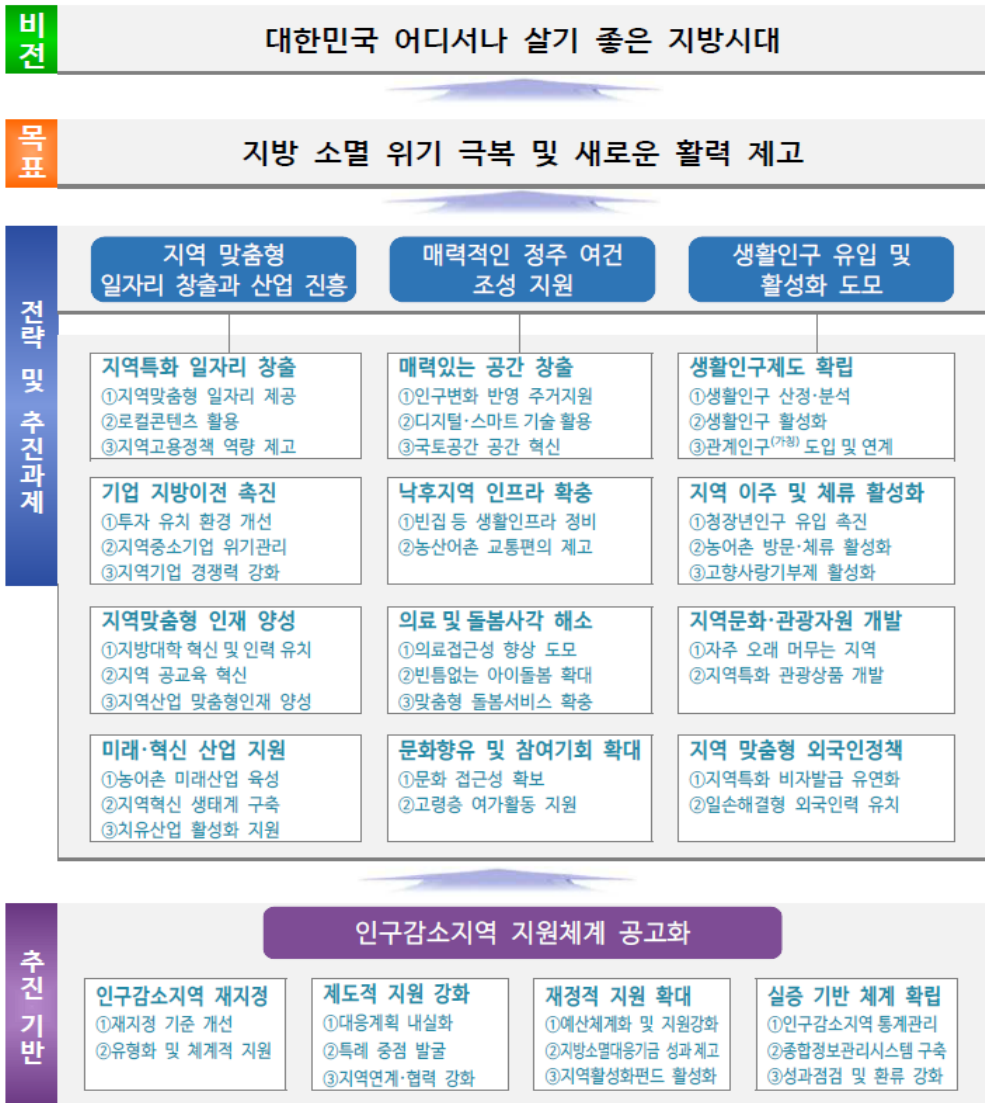 비전
대한민국 어디서나 살기 좋은 지방시대
목표
지방 소멸 위기 극복 및 새로운 활력 제고
전략 및 추진과제
지역 맞춤형
일자리 창출과 산업 진흥
매력적인 정주 여건
조성 지원
생활인구 유입 및
활성화 도모
지역특화 일자리 창출
①지역맞춤형 일자리 제공
②로컬콘텐츠 활용
③지역고용정책 역량 제고
매력있는 공간 창출
①인구변화 반영 주거지원
②디지털·스마트 기술 활용
③국토공간 공간 혁신
생활인구제도 확립
①생활인구 산정·분석
②생활인구 활성화
③관계인구(가칭) 도입 및 연계
기업 지방이전 촉진
①투자 유치 환경 개선
②지역중소기업 위기관리
③지역기업 경쟁력 강화
낙후지역 인프라 확충
①빈집 등 생활인프라 정비
②농산어촌 교통편의 제고
지역 이주 및 체류 활성화
①청장년인구 유입 촉진
②농어촌 방문·체류 활성화
③고향사랑기부제 활성화
지역맞춤형 인재 양성
①지방대학 혁신 및 인력 유치
②지역 공교육 혁신
③지역산업 맞춤형인재 양성
의료 및 돌봄사각 해소
①의료접근성 향상 도모
②빈틈없는 아이돌봄 확대
③맞춤형 돌봄서비스 확충
지역문화·관광자원 개발
①자주 오래 머무는 지역
②지역특화 관광상품 개발
미래·혁신 산업 지원
①농어촌 미래산업 육성
②지역혁신 생태계 구축
③치유산업 활성화 지원
문화향유 및 참여기회 확대
①문화 접근성 확보
②고령층 여가활동 지원
지역 맞춤형 외국인정책
①지역특화 비자발급 유연화
②일손해결형 외국인력 유치
추진 기반
인구감소지역 지원체계 공고화
인구감소지역 재지정
①재지정 기준 개선
②유형화 및 체계적 지원
제도적 지원 강화
①대응계획 내실화
②특례 중점 발굴
③지역연계·협력 강화
재정적 지원 확대
①예산체계화 및 지원강화
②지방소멸대응기금 성과제고
③지역활성화펀드 활성화
실증 기반 체계 확립
①인구감소지역 통계관리
②종합정보관리시스템 구축
③성과점검 및 환류 강화